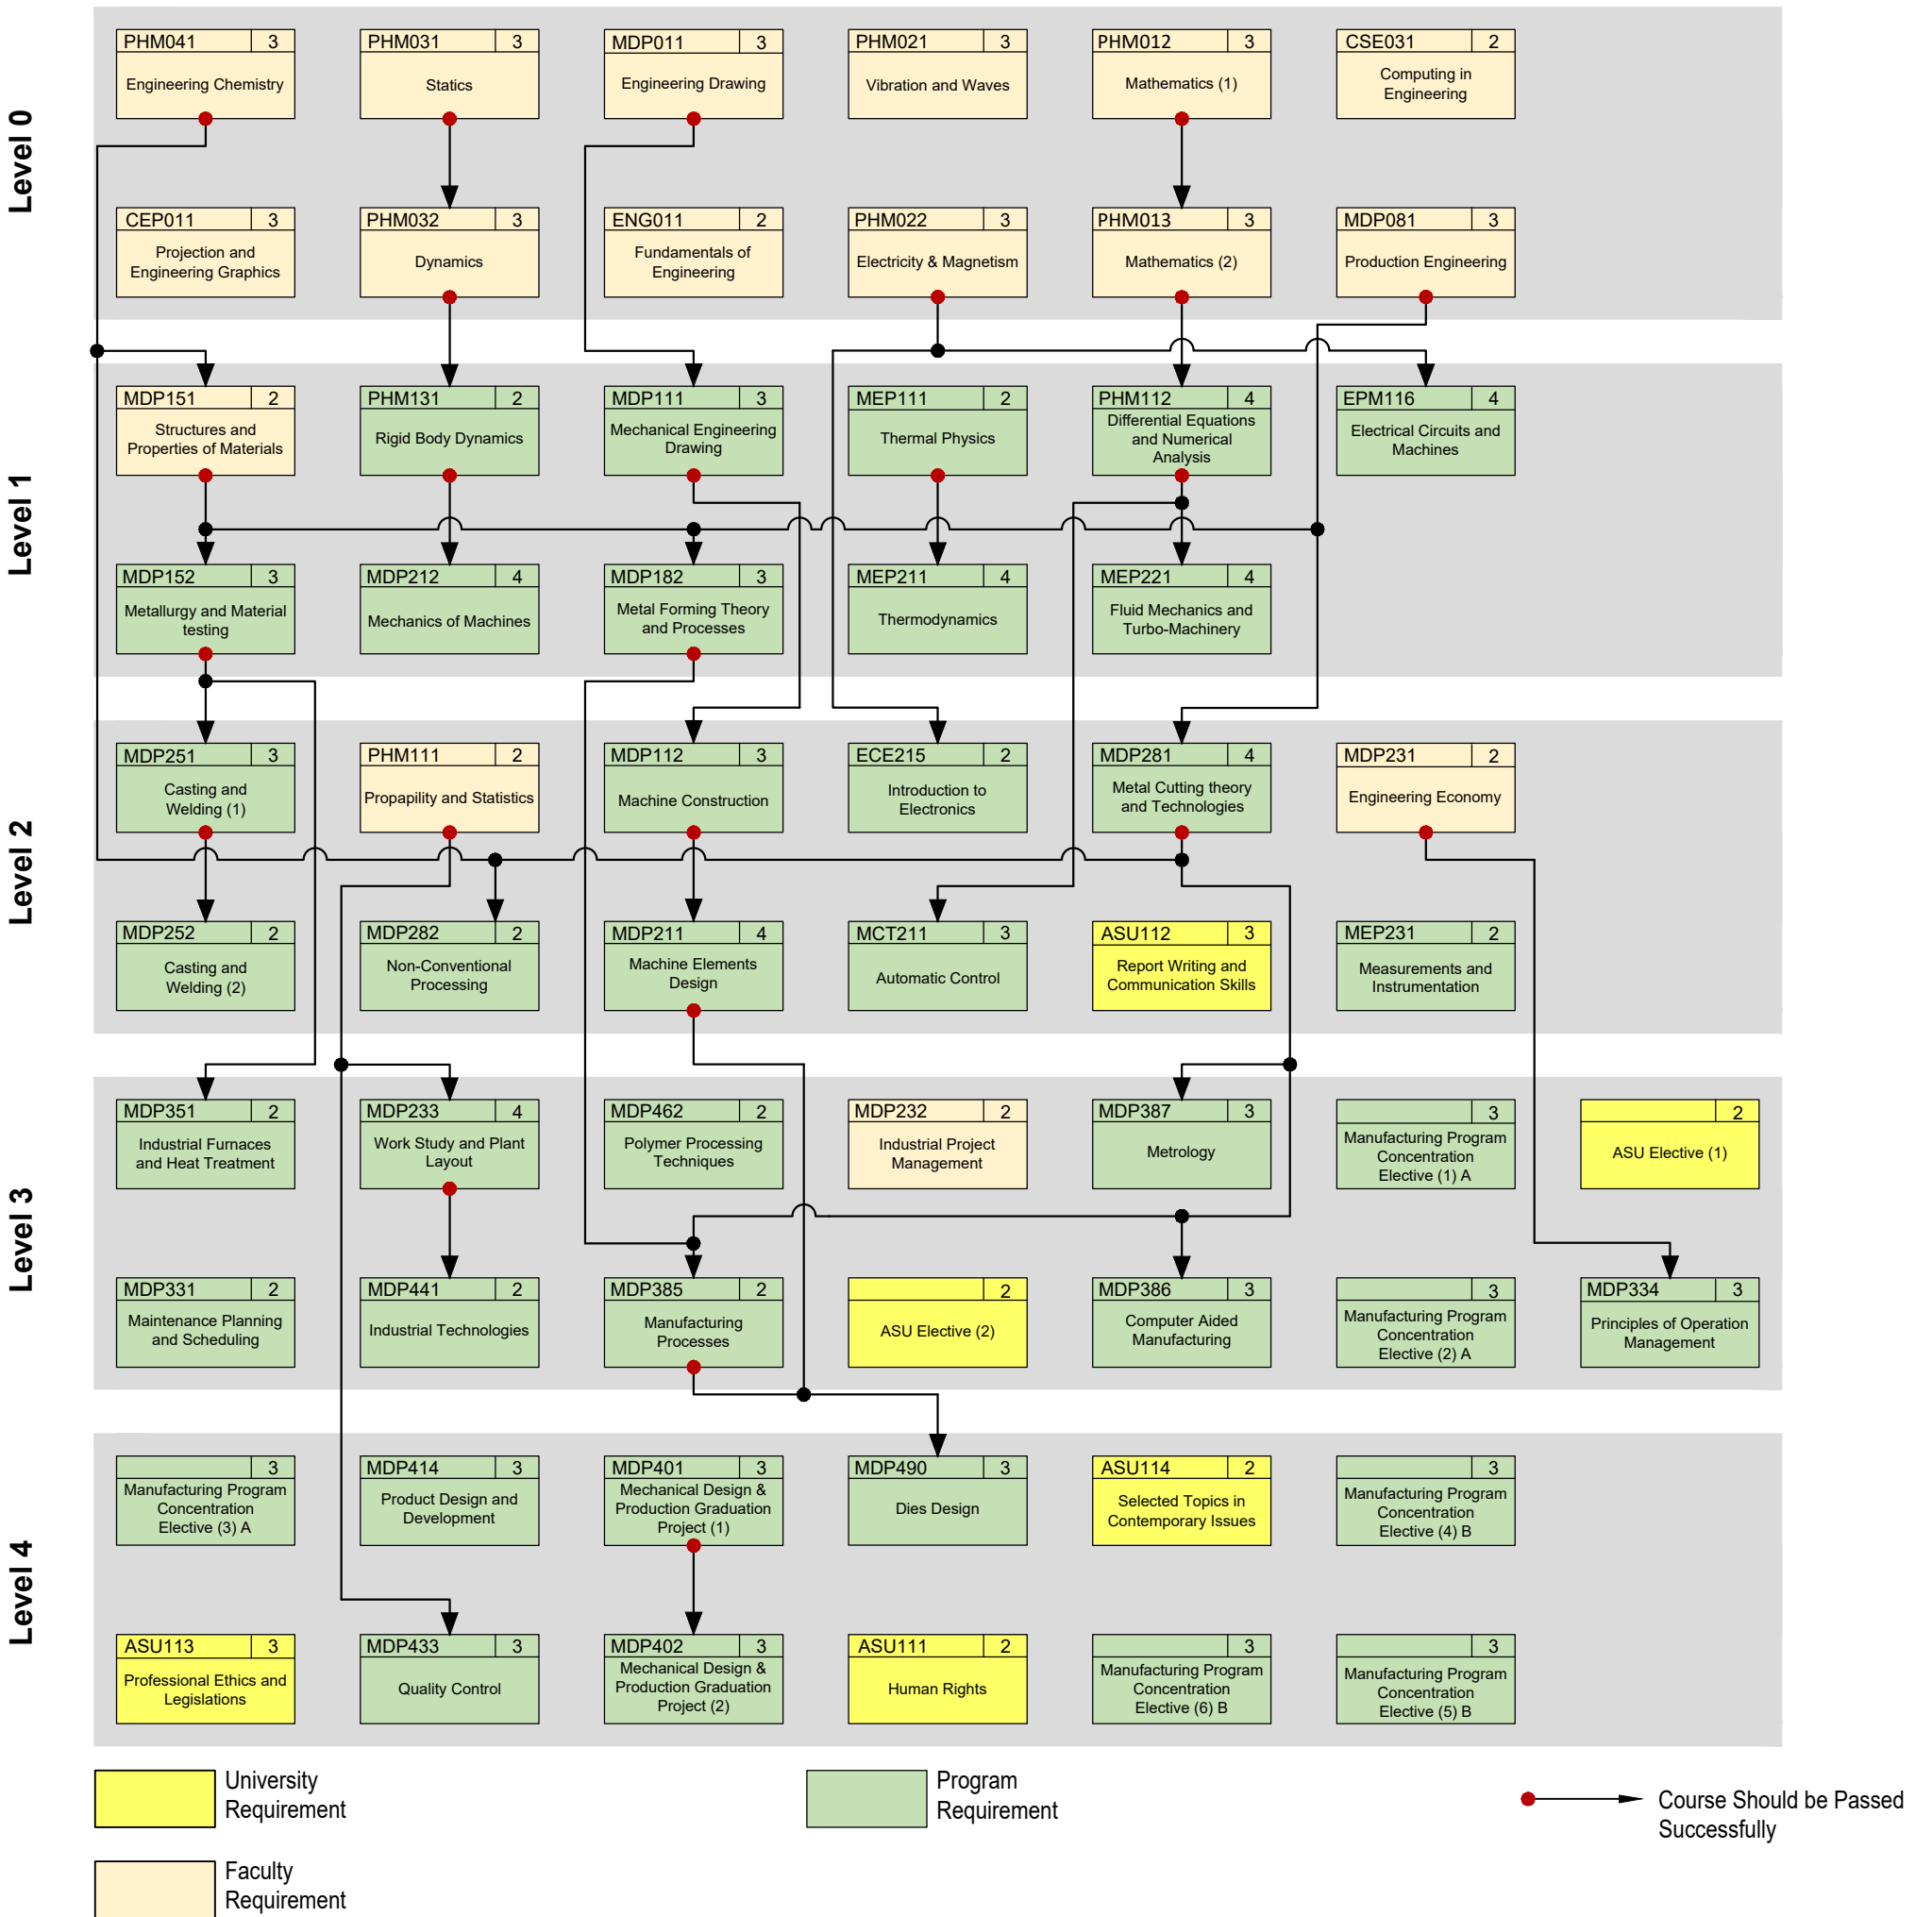 Level 0
PHM041 3
Engineering Chemistry
PHM031 3
Statics
MDP011 3
Engineering Drawing
PHM021 3
Vibration and Waves
PHM012 3
Mathematics (1)
CSE031 2
Computing in
Engineering
CEP011 3
Projection and
Engineering Graphics
PHM032 3
Dynamics
ENG011 2
Fundamentals of
Engineering
PHM022 3
Electricity & Magnetism
PHM013 3
Mathematics (2)
MDP081 3
Production Engineering
Level 1
MDP151 2
Structures and
Properties of Materials
PHM131 2
Rigid Body Dynamics
MDP111 3
Mechanical Engineering
Drawing
MEP111 2
Thermal Physics
PHM112 4
Differential Equations
and Numerical
Analysis
EPM116 4
Electrical Circuits and
Machines
MDP152 3
Metallurgy and Material
testing
MDP212 4
Mechanics of Machines
MDP182 3
Metal Forming Theory
and Processes
MEP211 4
Thermodynamics
MEP221 4
Fluid Mechanics and
Turbo-Machinery
Level 2
MDP251 3
Casting and
Welding (1)
PHM111 2
Propapility and Statistics
MDP112 3
Machine Construction
ECE215 2
Introduction to
Electronics
MDP281 4
Metal Cutting theory
and Technologies
MDP231 2
Engineering Economy
MDP252 2
Casting and
Welding (2)
MDP282 2
Non-Conventional
Processing
MDP211 4
Machine Elements
Design
MCT211 3
Automatic Control
ASU112 3
Report Writing and
Communication Skills
MEP231 2
Measurements and
Instrumentation
Level 3
MDP351 2
Industrial Furnaces
and Heat Treatment
MDP233 4
Work Study and Plant
Layout
MDP462 2
Polymer Processing
Techniques
MDP232 2
Industrial Project
Management
MDP387 3
Metrology
3
Manufacturing Program
Concentration
Elective (1) A
2
ASU Elective (1)
MDP331 2
Maintenance Planning
and Scheduling
MDP441 2
Industrial Technologies
MDP385 2
Manufacturing
Processes
2
ASU Elective (2)
MDP386 3
Computer Aided
Manufacturing
3
Manufacturing Program
Concentration
Elective (2) A
MDP334 3
Principles of Operation
Management
Level 4
3
Manufacturing Program
Concentration
Elective (3) A
MDP414 3
Product Design and
Development
MDP401 3
Mechanical Design &
Production Graduation
Project (1)
MDP490 3
Dies Design
ASU114 2
Selected Topics in
Contemporary Issues
3
Manufacturing Program
Concentration
Elective (4) B
ASU113 3
Professional Ethics and
Legislations
MDP433 3
Quality Control
MDP402 3
Mechanical Design &
Production Graduation
Project (2)
ASU111 2
Human Rights
3
Manufacturing Program
Concentration
Elective (6) B
3
Manufacturing Program
Concentration
Elective (5) B
University
Requirement
Program
Requirement
Course Should be Passed
Successfully
Faculty
Requirement